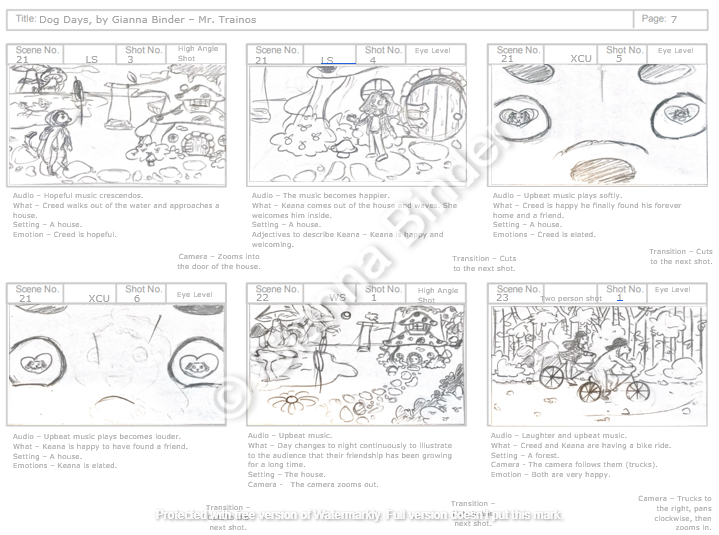 Title: Dog Days, by Gianna Binder – Mr. Trainos
Page: 7
Scene No. 21 LS Shot No. 3 High Angle Shot
Scene No. 21 LS Shot No. 4 Eye Level
Scene No. 21 XCU Shot No. 5 Eye Level
Audio – Hopeful music crescendos.
What – Creed walks out of the water and approaches a
house.
Setting – A house.
Emotion – Creed is hopeful.
Camera – Zooms into
the door of the house.
Audio – The music becomes happier.
What – Keana comes out of the house and waves. She
welcomes him inside.
Setting – A house.
Adjectives to describe Keana – Keana is happy and
welcoming.
Transition – Cuts
to the next shot.
Audio – Upbeat music plays softly.
What – Creed is happy he finally found his forever
home and a friend.
Setting – A house.
Emotions – Creed is elated.
Transition – Cuts
to the next shot.
Scene No. 21 XCU Shot No. 6 Eye Level
Scene No. 22 WS Shot No. 1 High Angle Shot
Scene No. 23 Two person shot Shot No. 1
Audio – Upbeat music plays becomes louder.
What – Keana is happy to have found a friend.
Setting – A house.
Emotions – Keana is elated.
Transition –
next shot.
Audio – Upbeat music.
What – Day changes to night continuously to illustrate
to the audience that their friendship has been growing
for a long time.
Setting – The house.
Camera - The camera zooms out.
Transition –
next shot.
Audio – Laughter and upbeat music.
What – Creed and Keana are having a bike ride.
Setting – A forest.
Camera - The camera follows them (trucks).
Emotion – Both are very happy.
Camera – Trucks to
the right, pans
clockwise, then
zooms in.
© Gianna Binder
Protected with free version of Watermarkly. Full version doesn't put this mark.